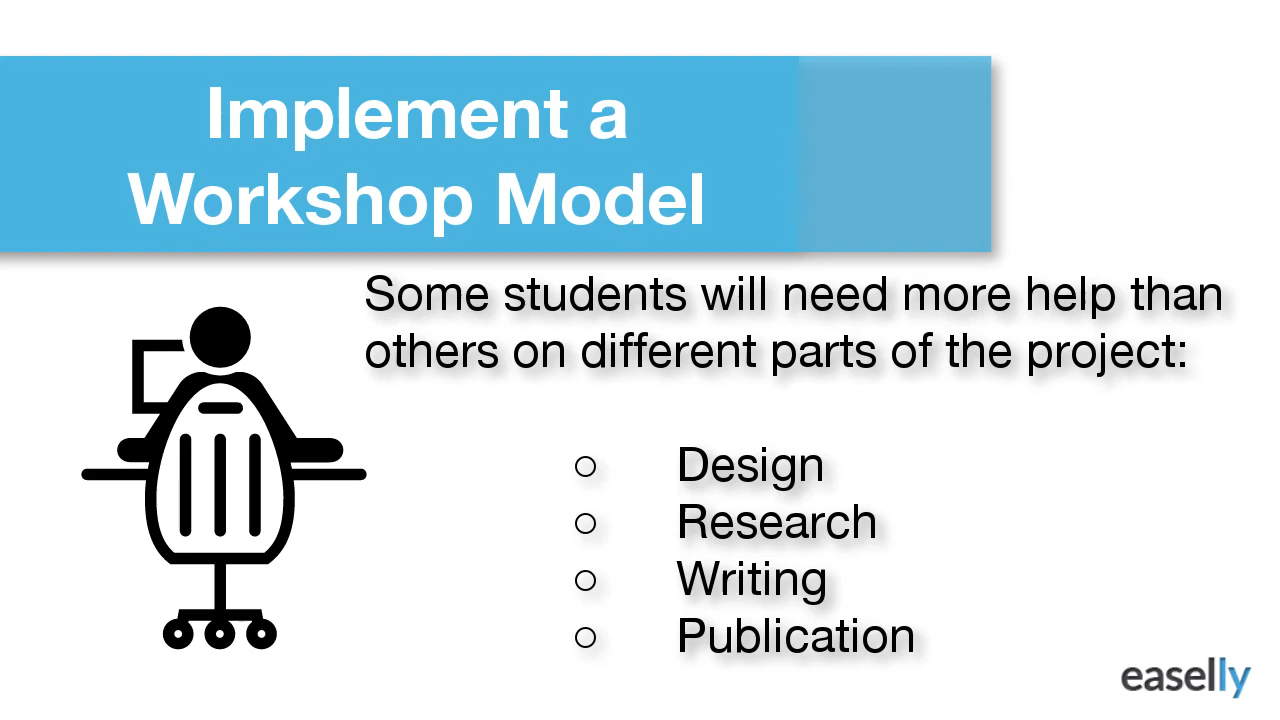 Implement a
Workshop Model
Some students will need more help than
others on different parts of the project:
○ Design
○ Research
○ Writing
○ Publication
easelly